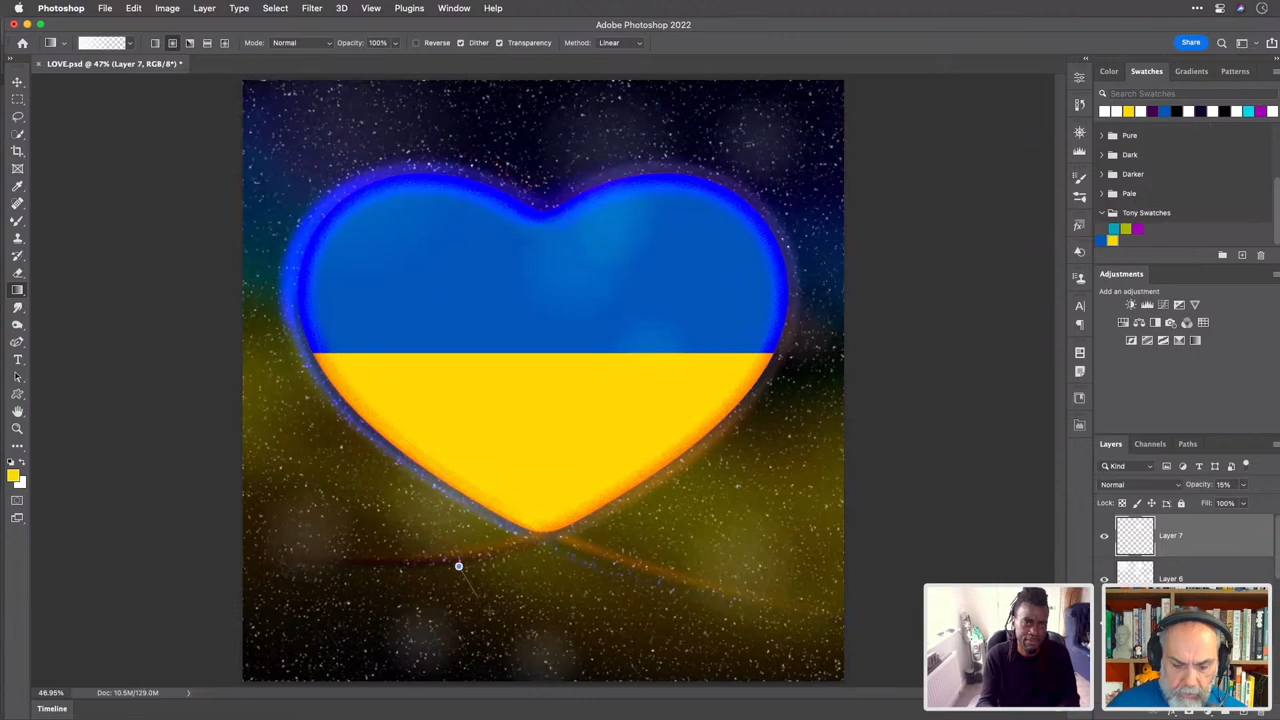 Photoshop File Edit Image Layer Type Select Filter 3D View Plugins Window Help
Adobe Photoshop 2022
Mode: Normal Opacity: 100% Reverse Dither Transparency Method: Linear Share
LOVE.psd @ 47% (Layer 7, RGB/8*) *
Color Swatches Gradients Patterns
Search Swatches
Pure
Dark
Darker
Pale
Tony Swatches
Adjustments
Add an adjustment
Layers Channels Paths
Kind
Normal Opacity: 15%
Lock: Fill: 100%
Layer 7
Layer 6
46.95% Doc: 10.5M/129.0M
Timeline